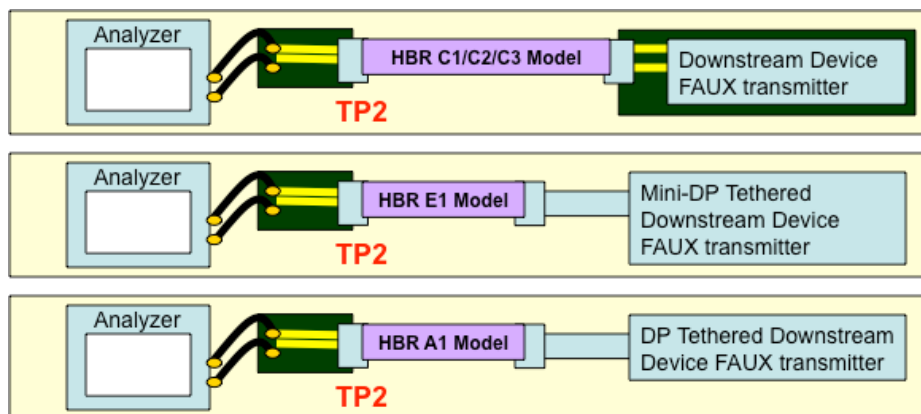 Analyzer
HBR C1/C2/C3 Model
Downstream Device
FAUX transmitter
TP2
Analyzer
HBR E1 Model
Mini-DP Tethered
Downstream Device
FAUX transmitter
TP2
Analyzer
HBR A1 Model
DP Tethered Downstream
Device FAUX transmitter
TP2